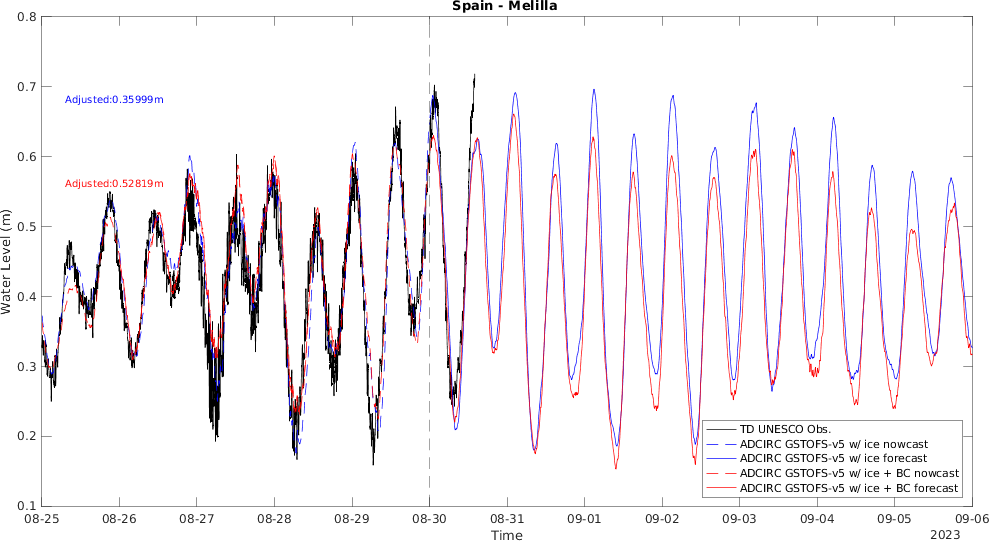 Spain - Melilla
0.8
0.7
0.6
0.5
0.4
0.3
0.2
0.1
Water Level (m)
Adjusted:0.35999m
Adjusted:0.52819m
TD UNESCO Obs.
ADCIRC GSTOFS-v5 w/ ice nowcast
ADCIRC GSTOFS-v5 w/ ice forecast
ADCIRC GSTOFS-v5 w/ ice + BC nowcast
ADCIRC GSTOFS-v5 w/ ice + BC forecast
08-25 08-26 08-27 08-28 08-29 08-30 08-31 09-01 09-02 09-03 09-04 09-05 09-06
Time
2023